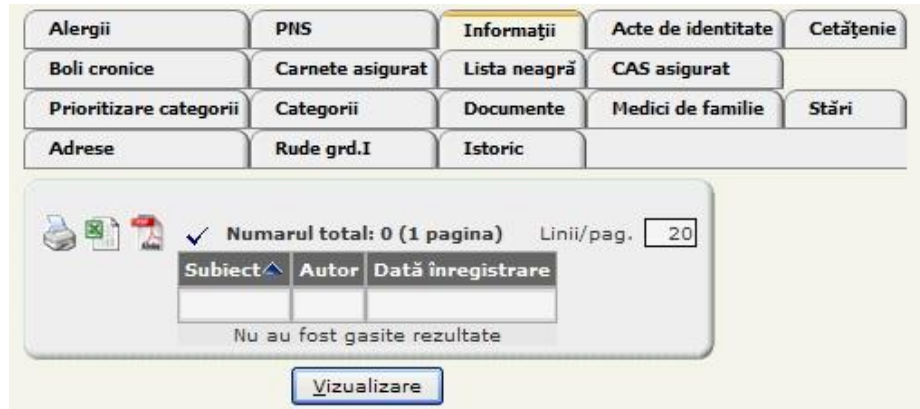 Alergii PNS Informaţii Acte de identitate Cetăţenie
Boli cronice Carnete asigurat Lista neagră CAS asigurat
Prioritizare categorii Categorii Documente Medici de familie Stări
Adrese Rude grd.I Istoric
Numarul total: 0 (1 pagina) Linii/pag. 20
Subiect Autor Dată înregistrare
Nu au fost gasite rezultate
Vizualizare